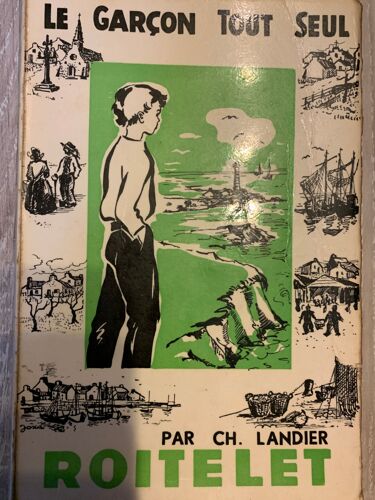 LE GARÇON TOUT SEUL
PAR CH. LANDIER
ROITELET